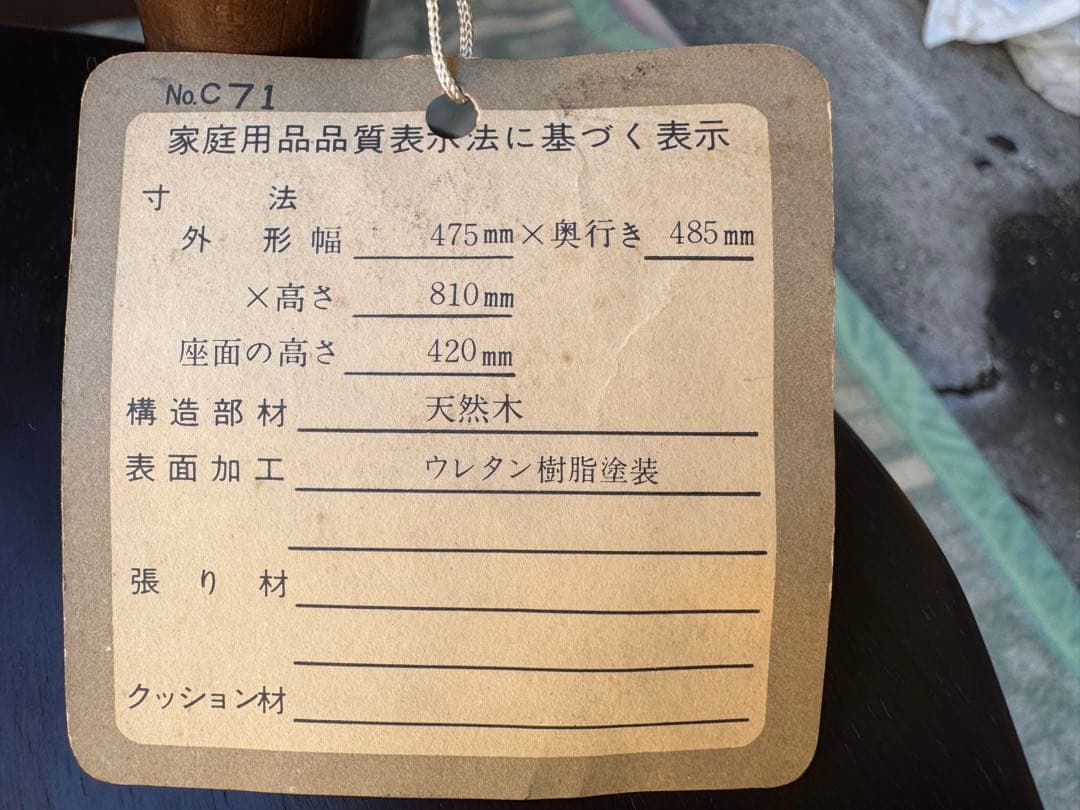 No.C71
家庭用品品質表示法に基づく表示
寸法
外形幅 475mm×奥行き 485mm
×高さ 810mm
座面の高さ 420mm
構造部材 天然木
表面加工 ウレタン樹脂塗装
張り材
クッション材